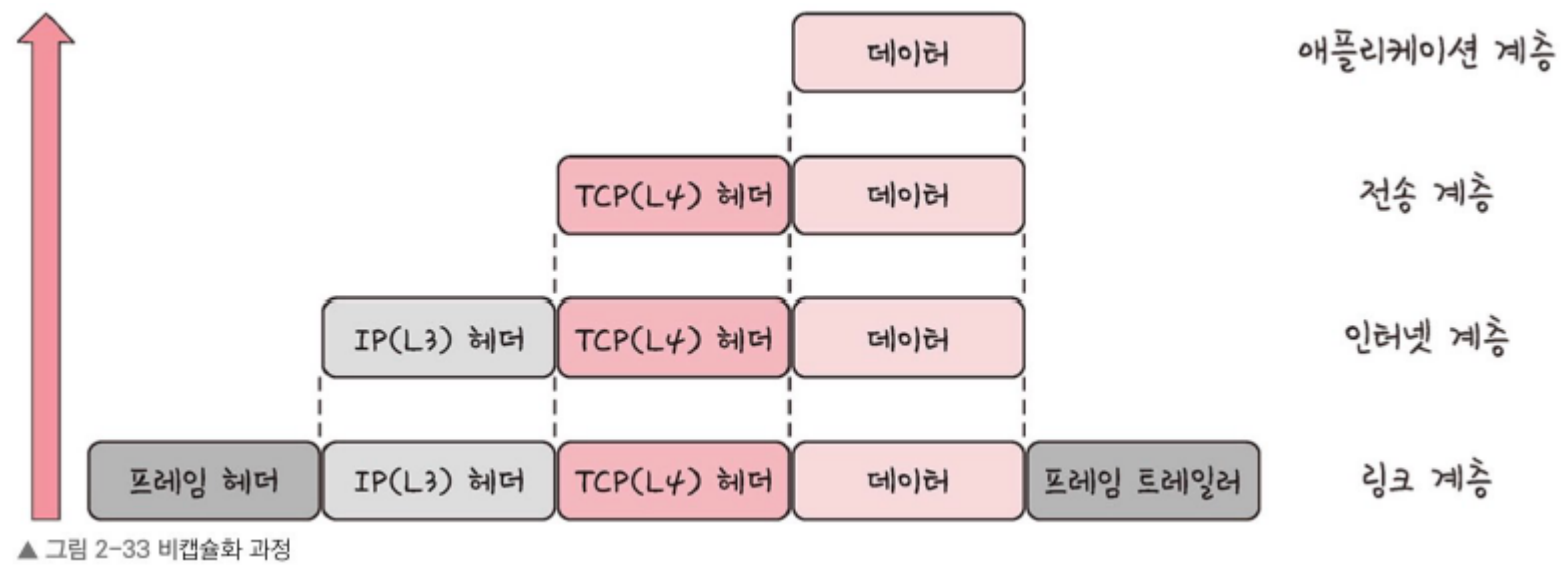 데이터 애플리케이션 계층
TCP(L4) 헤더 데이터 전송 계층
IP(L3) 헤더 TCP(L4) 헤더 데이터 인터넷 계층
프레임 헤더 IP(L3) 헤더 TCP(L4) 헤더 데이터 프레임 트레일러 링크 계층
▲ 그림 2-33 비캡슐화 과정